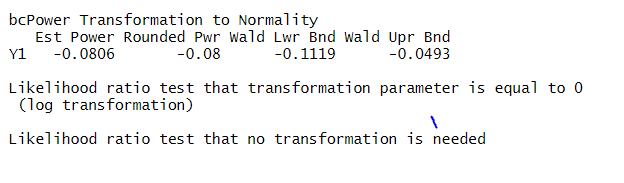 bcPower Transformation to Normality
Est Power Rounded Pwr Wald Lwr Bnd Wald Upr Bnd
Y1 -0.0806 -0.08 -0.1119 -0.0493
Likelihood ratio test that transformation parameter is equal to 0
(log transformation)
Likelihood ratio test that no transformation is needed